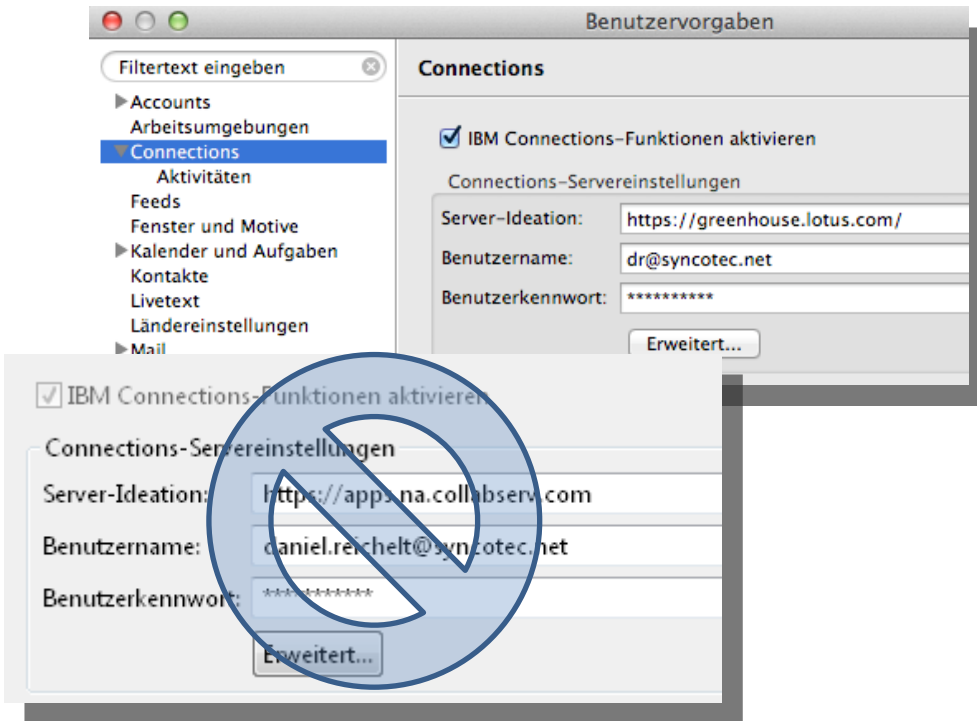 Benutzervorgaben
Filtertext eingeben
Connections
Accounts
Arbeitsumgebungen
Connections
Aktivitäten
Feeds
Fenster und Motive
Kalender und Aufgaben
Kontakte
Livetext
Ländereinstellungen
Mail
IBM Connections-Funktionen aktivieren
Connections-Servereinstellungen
Server-Ideation: https://greenhouse.lotus.com/
Benutzername: dr@syncotec.net
Benutzerkennwort: **********
Erweitert...
IBM Connections-Funktionen aktivieren
Connections-Servereinstellungen
Server-Ideation: https://apps.na.collabserv.com
Benutzername: daniel.reichelt@syncotec.net
Benutzerkennwort: ***********
Erweitert...